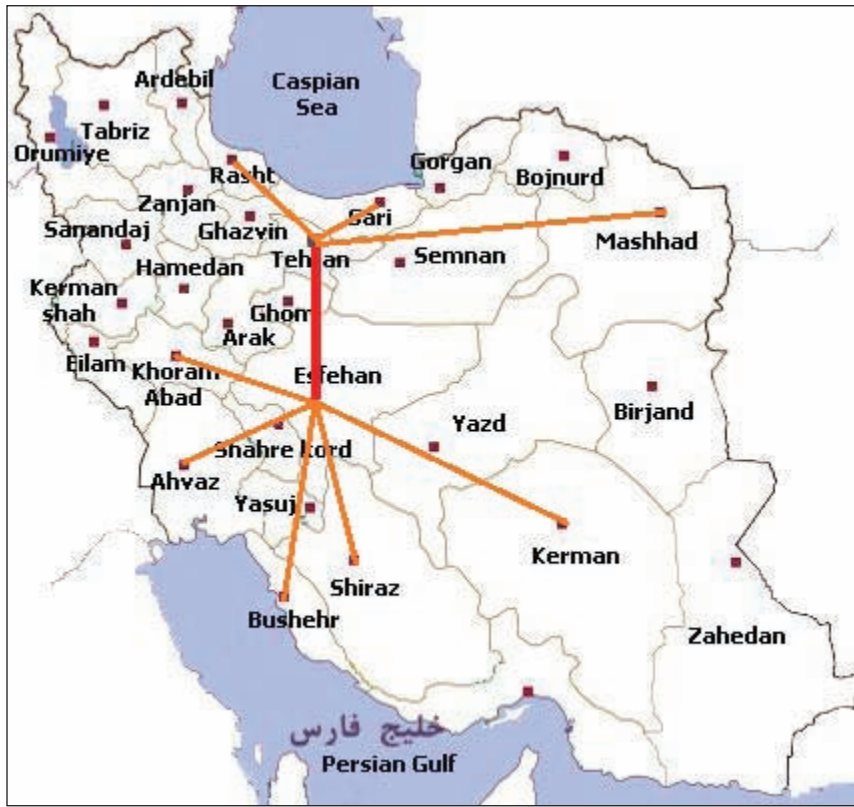 Caspian
Sea
Ardebil
Tabriz
Orumiye
Rasht
Gorgan
Bojnurd
Zanjan
Sari
Ghazvin
Sanandaj
Mashhad
Tehran
Semnan
Hamedan
Kerman
shah
Ghom
Arak
Eilam
Khoram
Abad
Esfehan
Birjand
Yazd
Shahre kord
Ahvaz
Yasuj
Kerman
Shiraz
Bushehr
Zahedan
خليج فارس
Persian Gulf